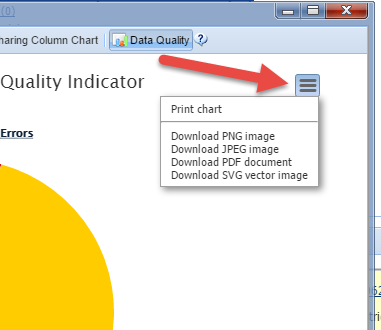 (0)
haring Column Chart
Data Quality
?
Quality Indicator
Print chart
Errors
Download PNG image
Download JPEG image
Download PDF document
Download SVG vector image